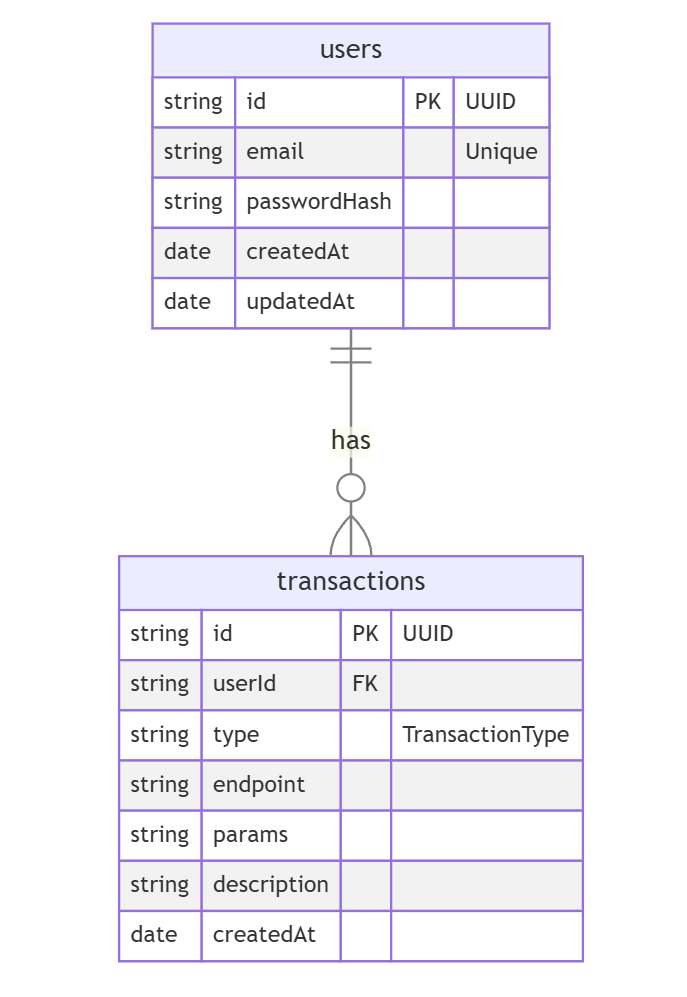 users
string id PK UUID
string email Unique
string passwordHash
date createdAt
date updatedAt
has
transactions
string id PK UUID
string userId FK
string type TransactionType
string endpoint
string params
string description
date createdAt